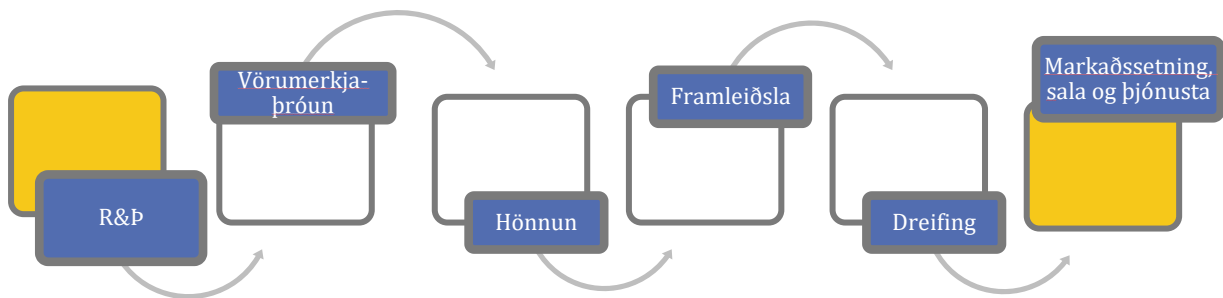 R&Þ
Vörumerkja-
þróun
Hönnun
Framleiðsla
Dreifing
Markaðssetning,
sala og þjónusta